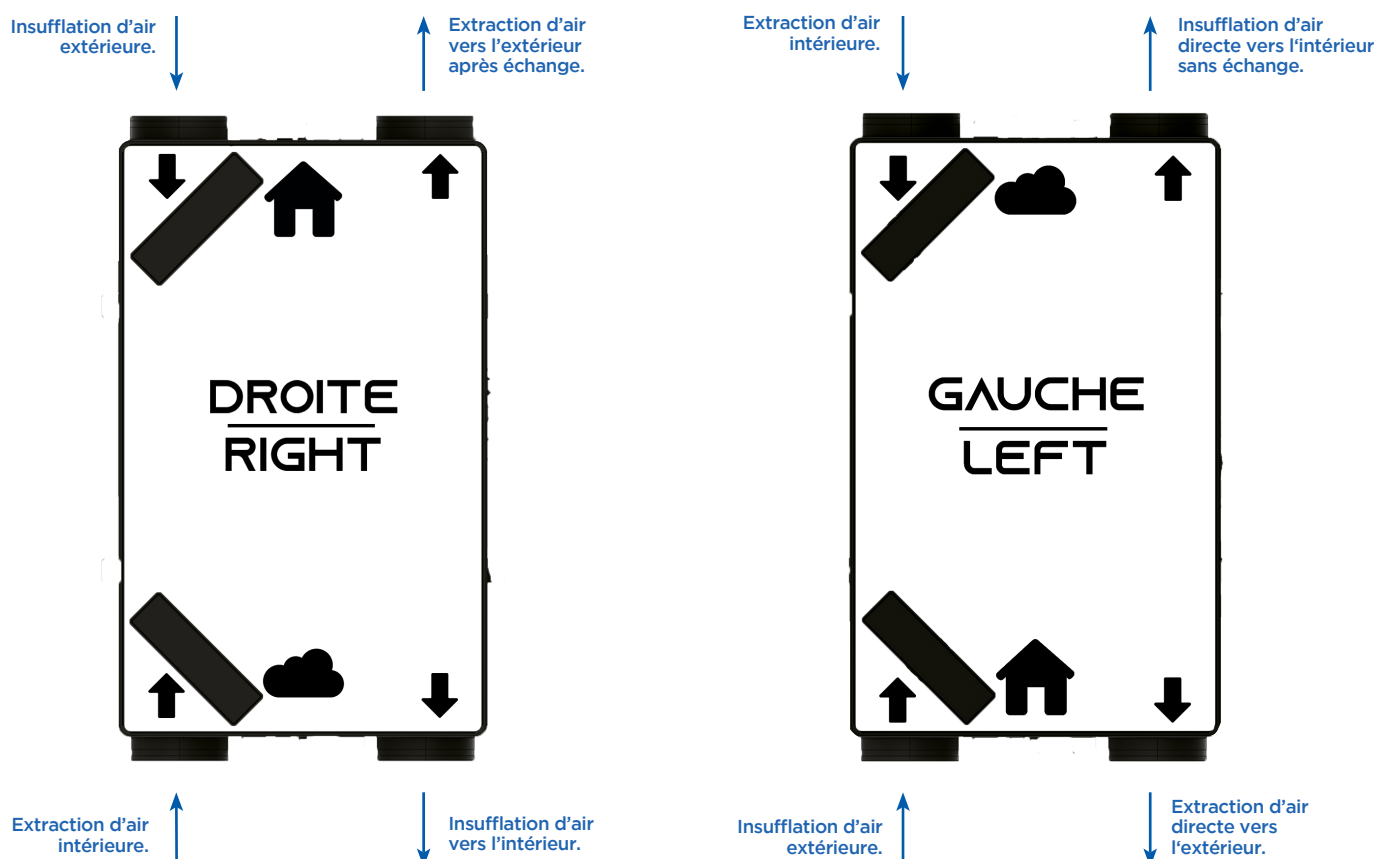 Insufflation d’air
extérieure.
Extraction d’air
vers l’extérieur
après échange.
Extraction d’air
intérieure.
Insufflation d’air
directe vers l‘intérieur
sans échange.
DROITE
RIGHT
GAUCHE
LEFT
Extraction d’air
intérieure.
Insufflation d’air
vers l’intérieur.
Insufflation d’air
extérieure.
Extraction d’air
directe vers
l‘extérieur.